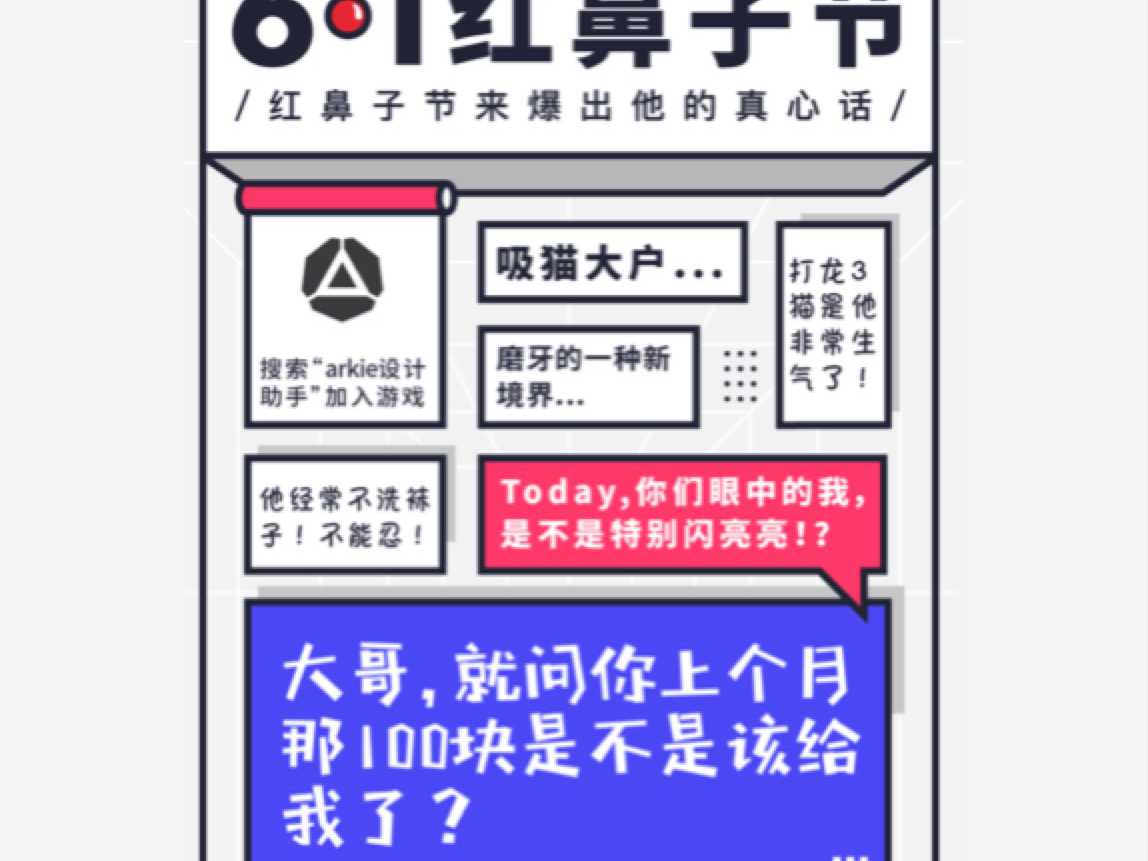 6·1红鼻子节
/红鼻子节来爆出他的真心话/
搜索“arkie设计
助手”加入游戏
吸猫大户...
磨牙的一种新
境界...
打龙3
猫是他
非常生
气了！
他经常不洗袜
子！不能忍！
Today,你们眼中的我，
是不是特别闪亮亮！？
大哥，就问你上个月
那100块是不是该给
我了？